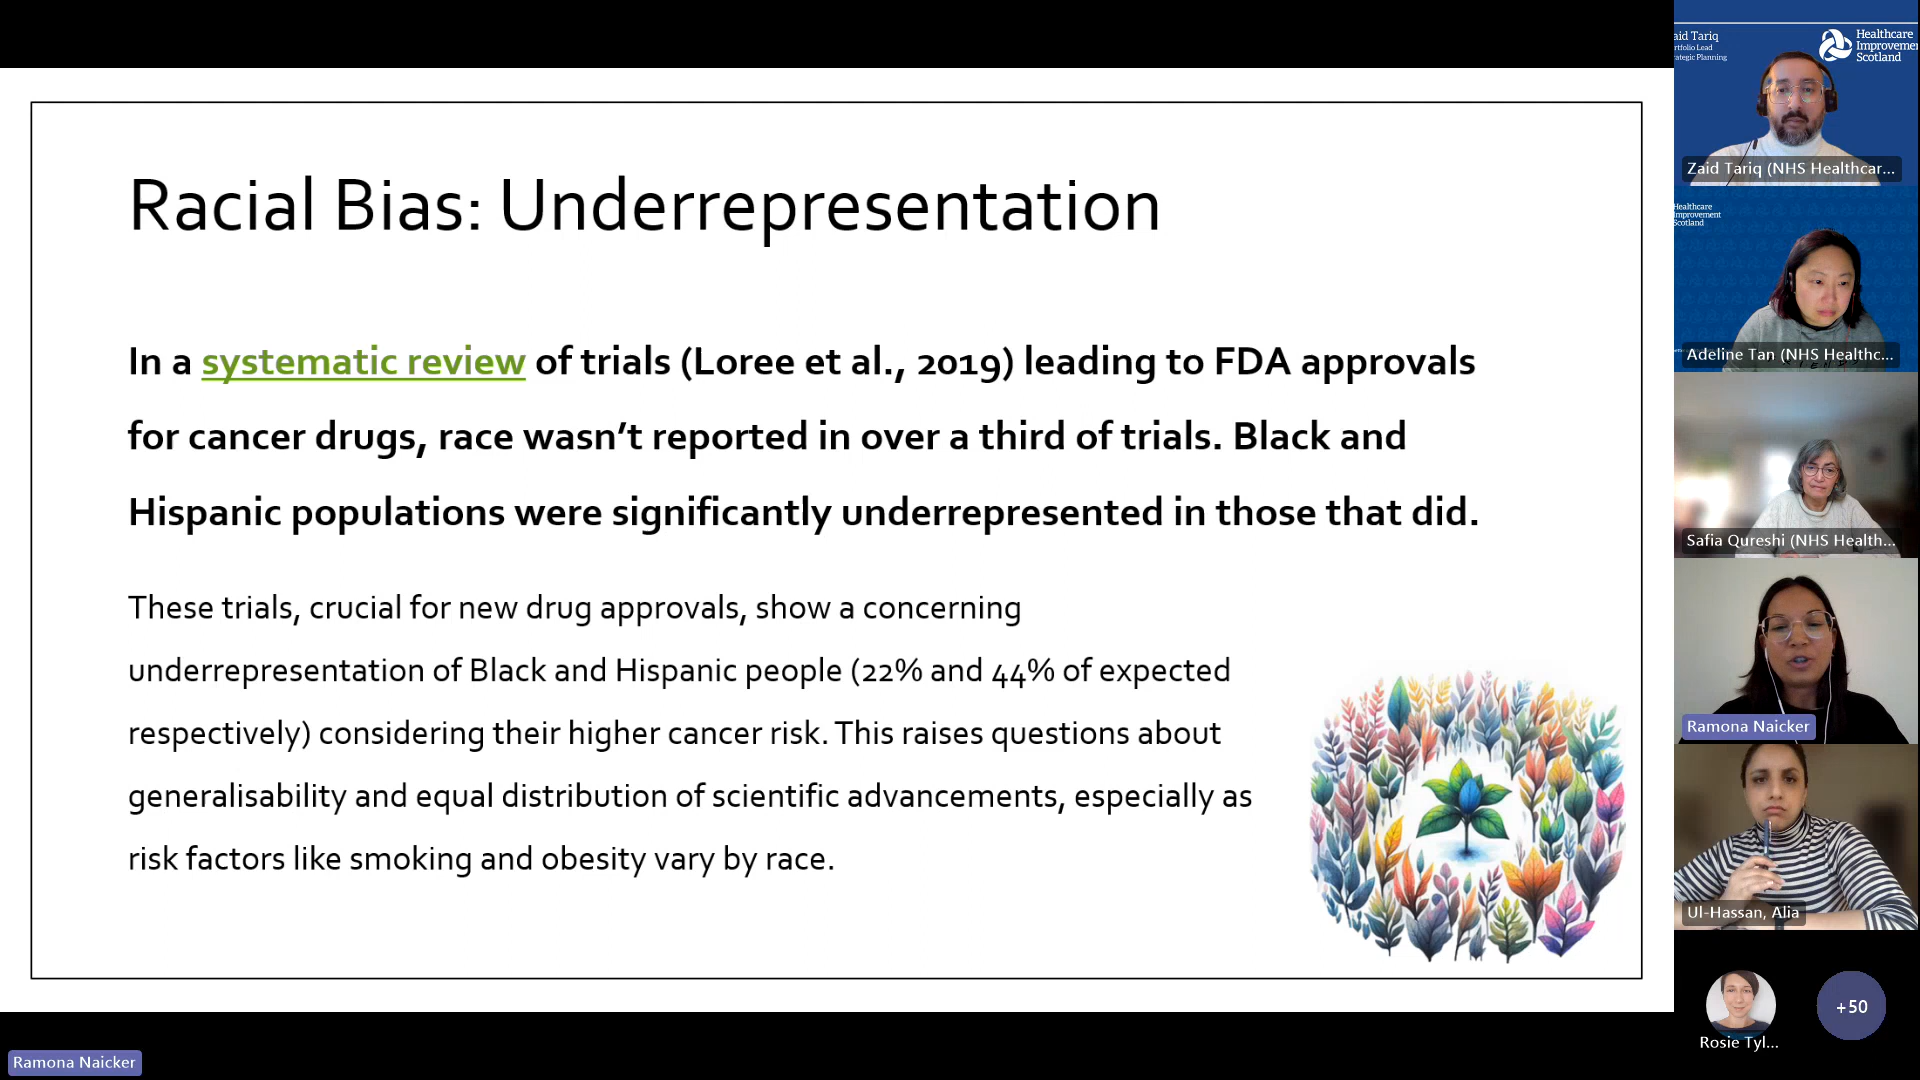 Racial Bias: Underrepresentation
In a systematic review of trials (Loree et al., 2019) leading to FDA approvals
for cancer drugs, race wasn’t reported in over a third of trials. Black and
Hispanic populations were significantly underrepresented in those that did.
These trials, crucial for new drug approvals, show a concerning
underrepresentation of Black and Hispanic people (22% and 44% of expected
respectively) considering their higher cancer risk. This raises questions about
generalisability and equal distribution of scientific advancements, especially as
risk factors like smoking and obesity vary by race.
Ramona Naicker
aid Tariq
rtfolio Lead
rategic Planning
Healthcare
Improvemen
Scotland
Zaid Tariq (NHS Healthcar...
Healthcare
Improvement
Scotland
Adeline Tan (NHS Healthc...
Safia Qureshi (NHS Health...
Ramona Naicker
Ul-Hassan, Alia
Rosie Tyl...
+50